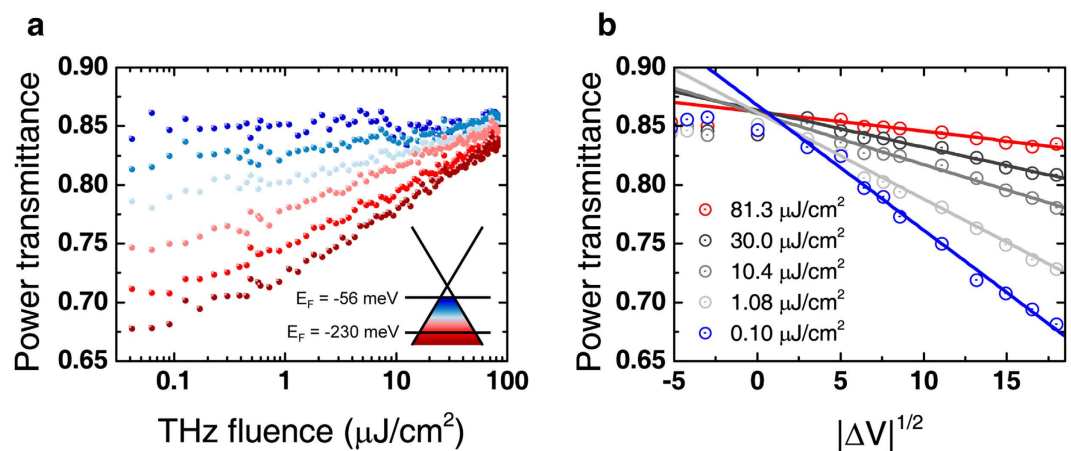 a
Power transmittance
0.90
0.85
0.80
0.75
0.70
0.65
0.1
1
10
100
THz fluence (μJ/cm²)
E_F = -56 meV
E_F = -230 meV
b
Power transmittance
0.90
0.85
0.80
0.75
0.70
0.65
-5
0
5
10
15
|ΔV|^1/2
81.3 μJ/cm²
30.0 μJ/cm²
10.4 μJ/cm²
1.08 μJ/cm²
0.10 μJ/cm²